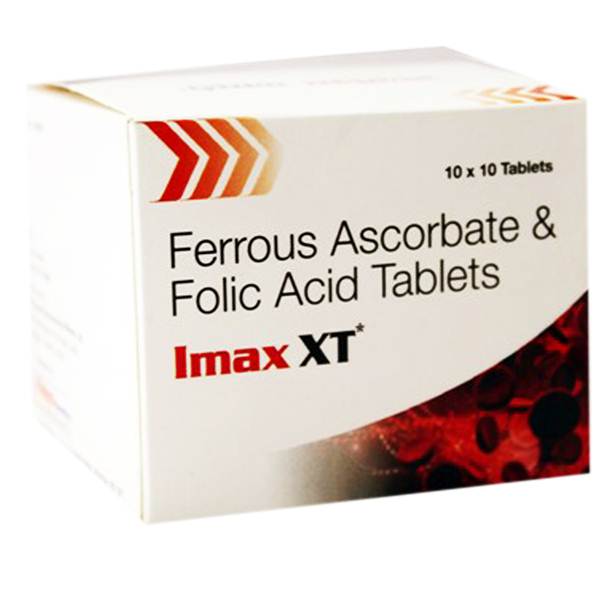 10 x 10 Tablets
Ferrous Ascorbate &
Folic Acid Tablets
Imax XT*